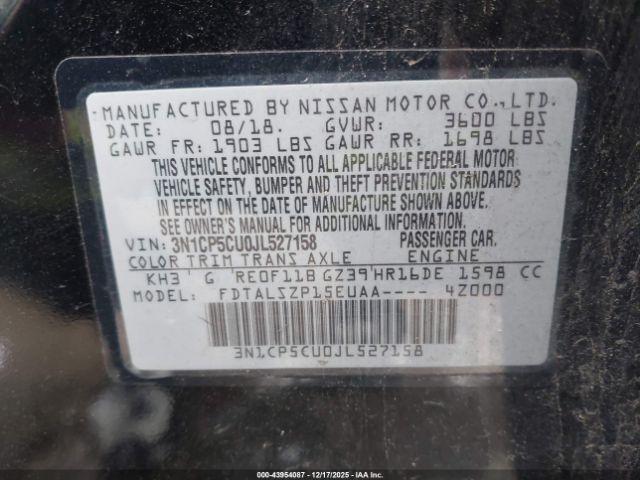 MANUFACTURED BY NISSAN MOTOR CO.,LTD.
DATE: 08/18. GVWR: 3600 LBS
GAWR FR: 1903 LBS GAWR RR: 1698 LBS
THIS VEHICLE CONFORMS TO ALL APPLICABLE FEDERAL MOTOR
VEHICLE SAFETY, BUMPER AND THEFT PREVENTION STANDARDS
IN EFFECT ON THE DATE OF MANUFACTURE SHOWN ABOVE.
SEE OWNER'S MANUAL FOR ADDITIONAL INFORMATION.
VIN: 3N1CP5CU0JL527158 PASSENGER CAR.
COLOR TRIM TRANS AXLE ENGINE
KH3 G RE0F11B GZ39 HR16DE 1598 CC
MODEL: FDTALSZP15EUAA---- 4Z000
3N1CP5CU0JL527158
000-43954087 - 12/17/2025 - IAA, Inc.